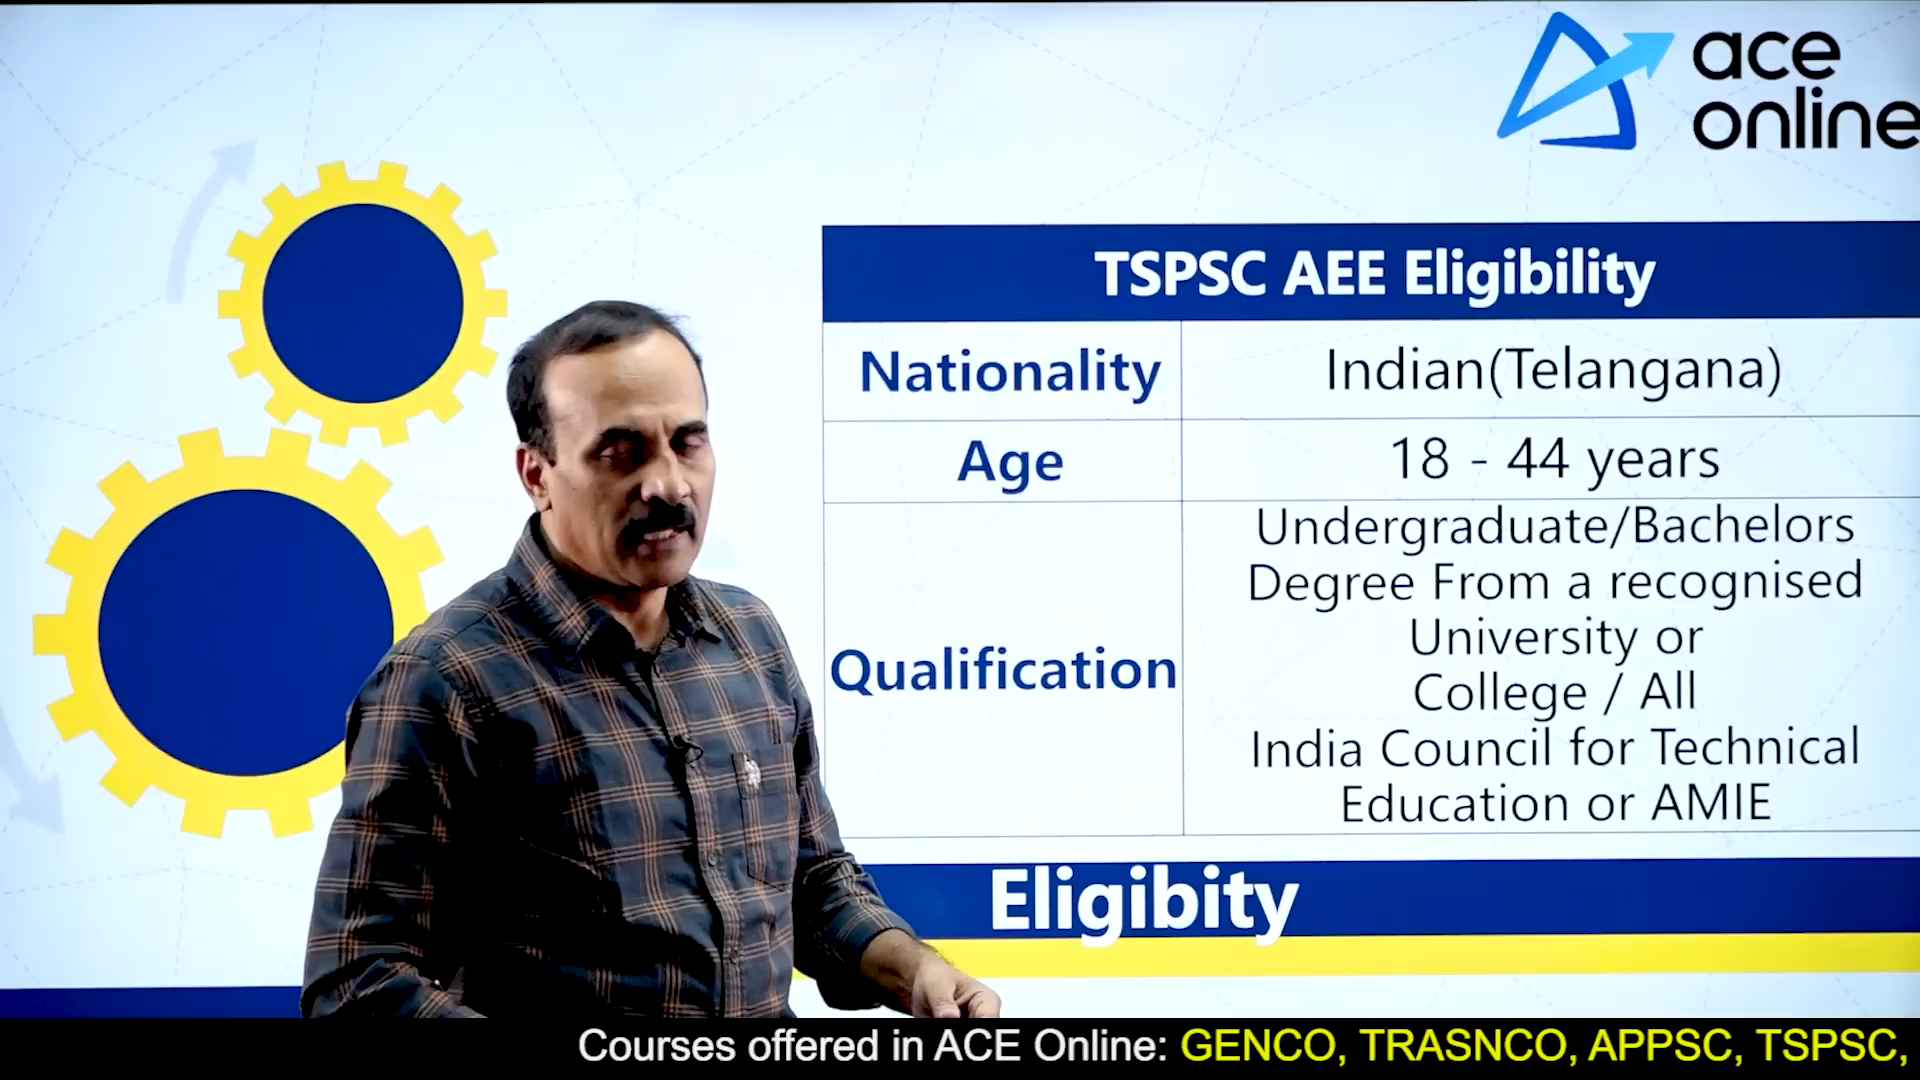 ace
online
TSPSC AEE Eligibility
Nationality
Indian(Telangana)
Age
18 - 44 years
Qualification
Undergraduate/Bachelors
Degree From a recognised
University or
College / All
India Council for Technical
Education or AMIE
Eligibity
Courses offered in ACE Online: GENCO, TRASNCO, APPSC, TSPSC,